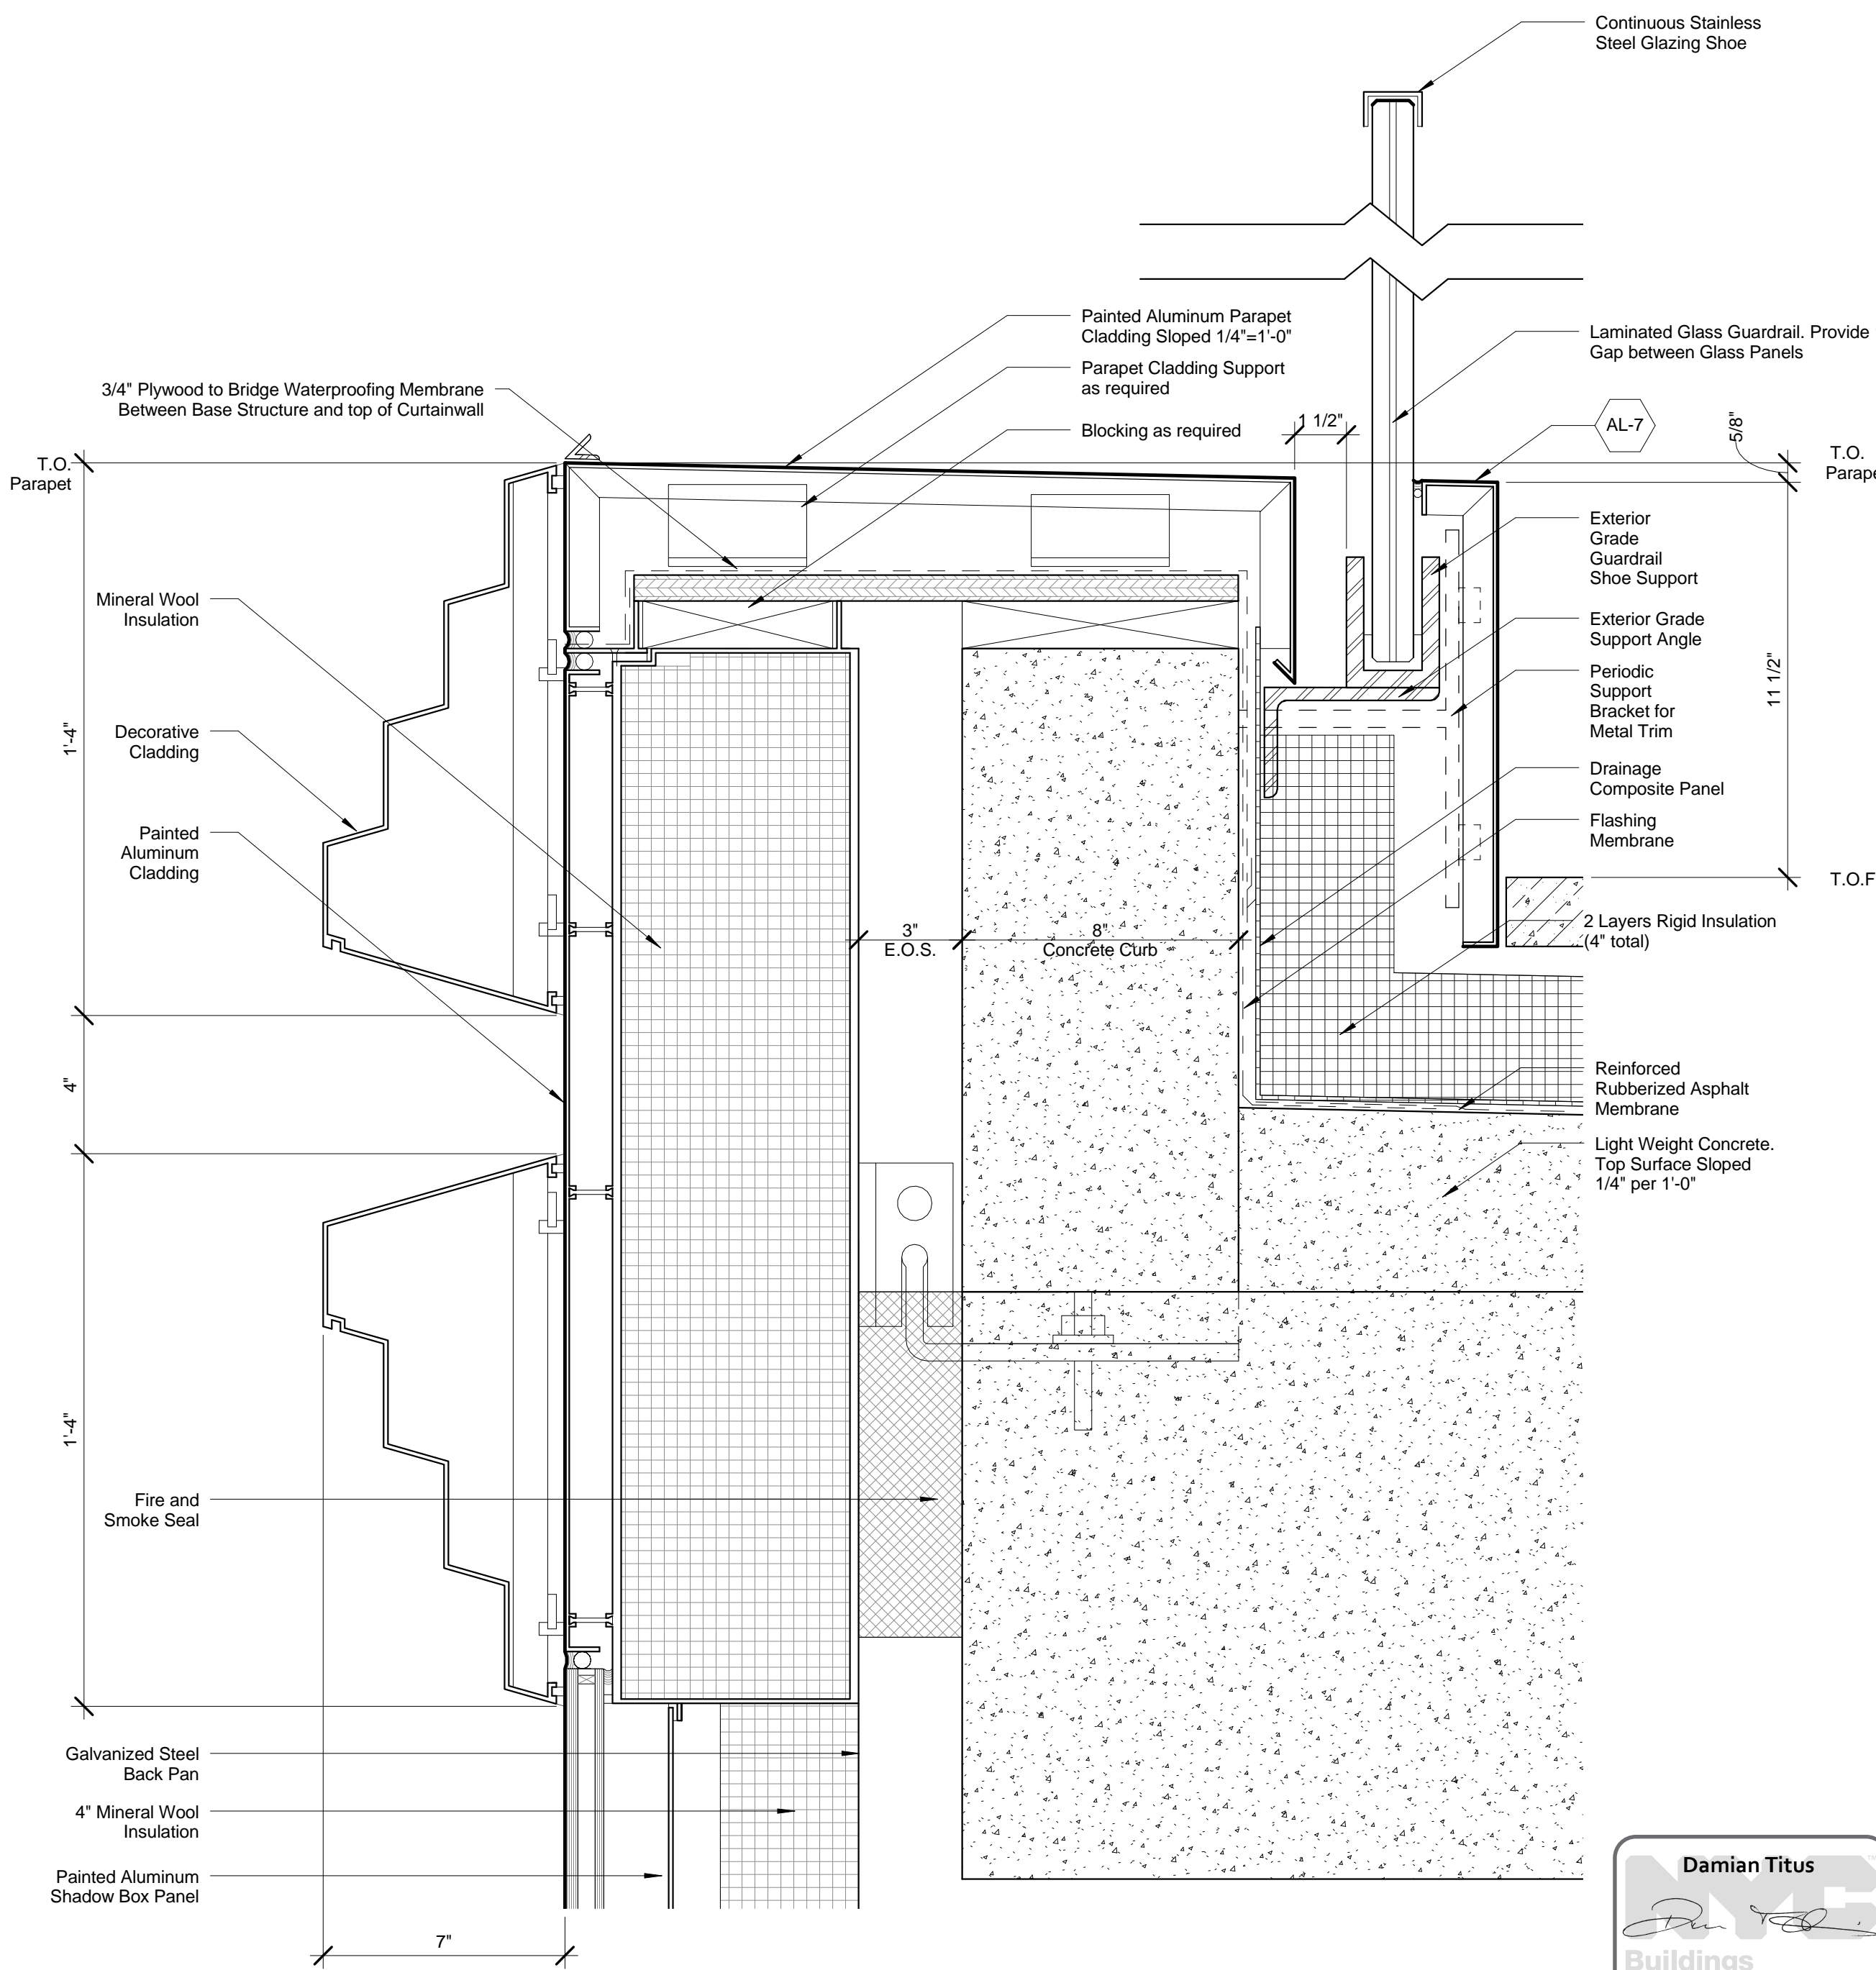 Continuous Stainless
Steel Glazing Shoe
Painted Aluminum Parapet
Cladding Sloped 1/4"=1'-0"
Laminated Glass Guardrail. Provide
Gap between Glass Panels
Parapet Cladding Support
as required
3/4" Plywood to Bridge Waterproofing Membrane
Between Base Structure and top of Curtainwall
Blocking as required
1 1/2"
AL-7
5/8"
T.O.
Parapet
T.O.
Parape
Exterior
Grade
Guardrail
Shoe Support
Mineral Wool
Insulation
Exterior Grade
Support Angle
Periodic
Support
Bracket for
Metal Trim
11 1/2"
1'-4"
Decorative
Cladding
Drainage
Composite Panel
Painted
Aluminum
Cladding
Flashing
Membrane
T.O.F
2 Layers Rigid Insulation
(4" total)
3"
E.O.S.
8"
Concrete Curb
4"
Reinforced
Rubberized Asphalt
Membrane
Light Weight Concrete.
Top Surface Sloped
1/4" per 1'-0"
1'-4"
Fire and
Smoke Seal
Galvanized Steel
Back Pan
4" Mineral Wool
Insulation
Painted Aluminum
Shadow Box Panel
7"
Damian Titus
NYC
Buildings